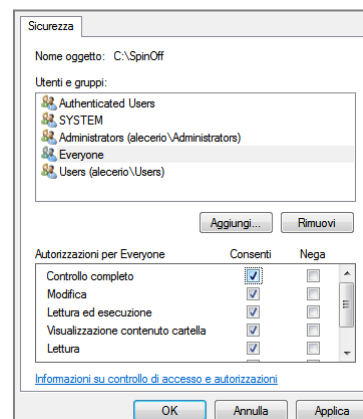 Sicurezza
Nome oggetto: C:\SpinOff
Utenti e gruppi:
Authenticated Users
SYSTEM
Administrators (alecerio\Administrators)
Everyone
Users (alecerio\Users)
Aggiungi... Rimuovi
Autorizzazioni per Everyone Consenti Nega
Controllo completo
Modifica
Lettura ed esecuzione
Visualizzazione contenuto cartella
Lettura
Informazioni su controllo di accesso e autorizzazioni
OK Annulla Applica